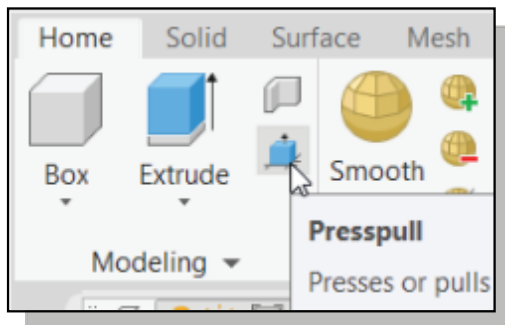 Home Solid Surface Mesh
Box Extrude Smooth
Presspull
Modeling
Presses or pulls